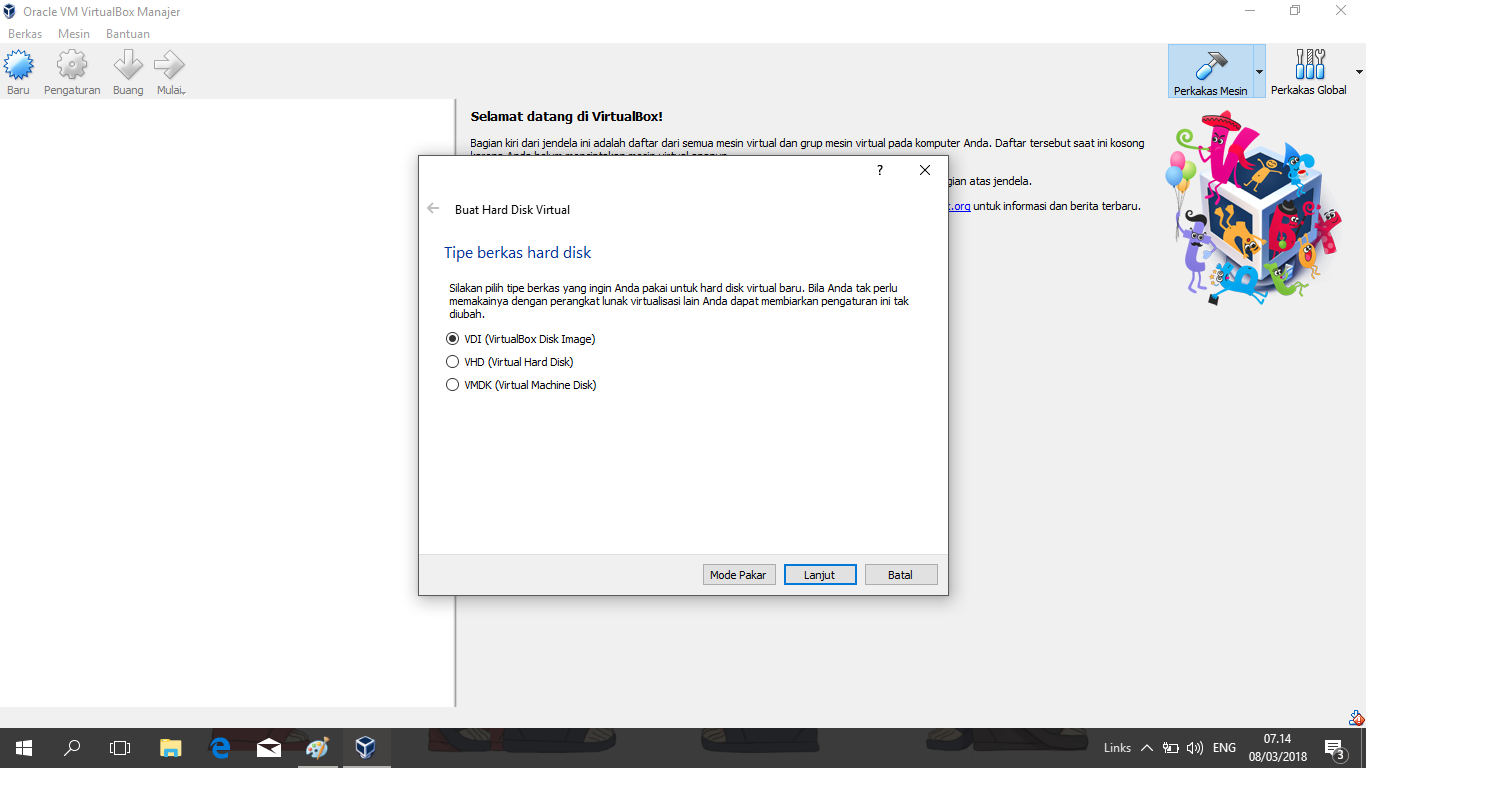 Oracle VM VirtualBox Manajer
Berkas Mesin Bantuan
Baru Pengaturan Buang Mulai
Perkakas Mesin Perkakas Global
Selamat datang di VirtualBox!
Bagian kiri dari jendela ini adalah daftar dari semua mesin virtual dan grup mesin virtual pada komputer Anda. Daftar tersebut saat ini kosong
atas jendela.
.org untuk informasi dan berita terbaru.
?
Buat Hard Disk Virtual
Tipe berkas hard disk
Silakan pilih tipe berkas yang ingin Anda pakai untuk hard disk virtual baru. Bila Anda tak perlu
memakainya dengan perangkat lunak virtualisasi lain Anda dapat membiarkan pengaturan ini tak
diubah.
VDI (VirtualBox Disk Image)
VHD (Virtual Hard Disk)
VMDK (Virtual Machine Disk)
Mode Pakar Lanjut Batal
Links ENG 07.14
08/03/2018 3